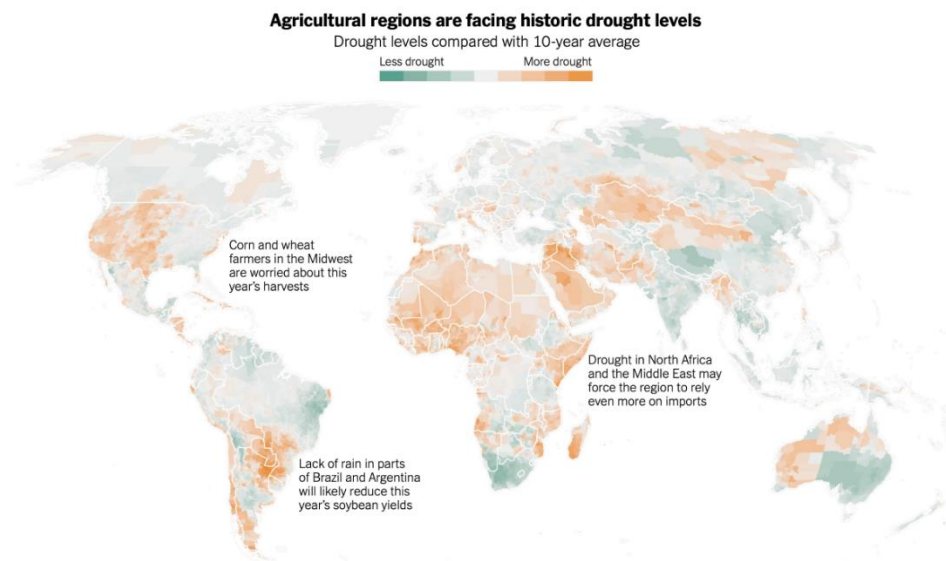 Agricultural regions are facing historic drought levels
Drought levels compared with 10-year average
Less drought
More drought
Corn and wheat
farmers in the Midwest
are worried about this
year's harvests
Drought in North Africa
and the Middle East may
force the region to rely
even more on imports
Lack of rain in parts
of Brazil and Argentina
will likely reduce this
year's soybean yields